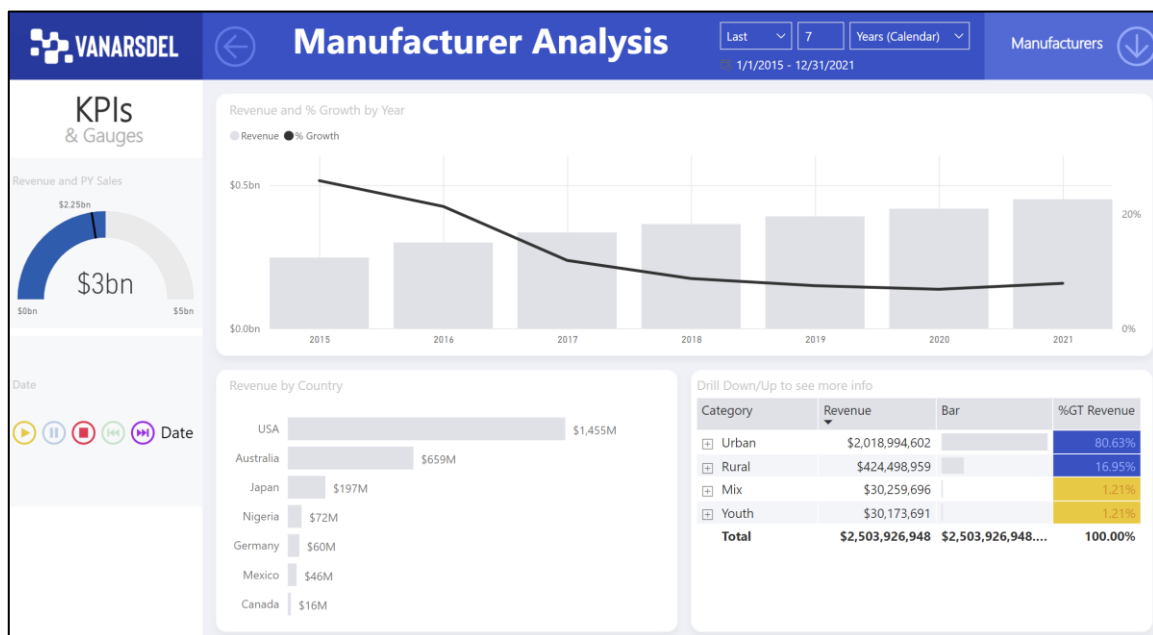 VANARSDEL
Manufacturer Analysis
Last
7
Years (Calendar)
1/1/2015 - 12/31/2021
Manufacturers
KPIs
& Gauges
Revenue and PY Sales
$2.25bn
$3bn
$0bn
$5bn
Date
Date
Revenue and % Growth by Year
Revenue % Growth
$0.5bn
$0.0bn
20%
0%
2015 2016 2017 2018 2019 2020 2021
Revenue by Country
USA $1,455M
Australia $659M
Japan $197M
Nigeria $72M
Germany $60M
Mexico $46M
Canada $16M
Drill Down/Up to see more info
Category Revenue Bar %GT Revenue
Urban $2,018,994,602 80.63%
Rural $424,498,959 16.95%
Mix $30,259,696 1.21%
Youth $30,173,691 1.21%
Total $2,503,926,948 $2,503,926,948.... 100.00%